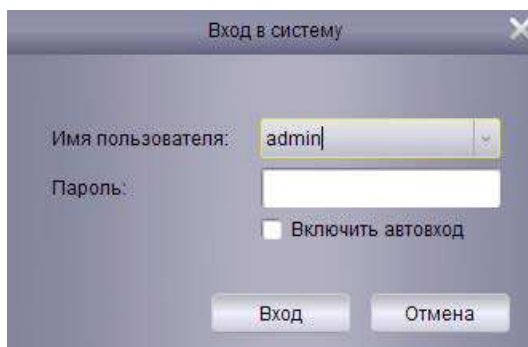 Вход в систему
Имя пользователя: admin
Пароль:
Включить автовход
Вход Отмена